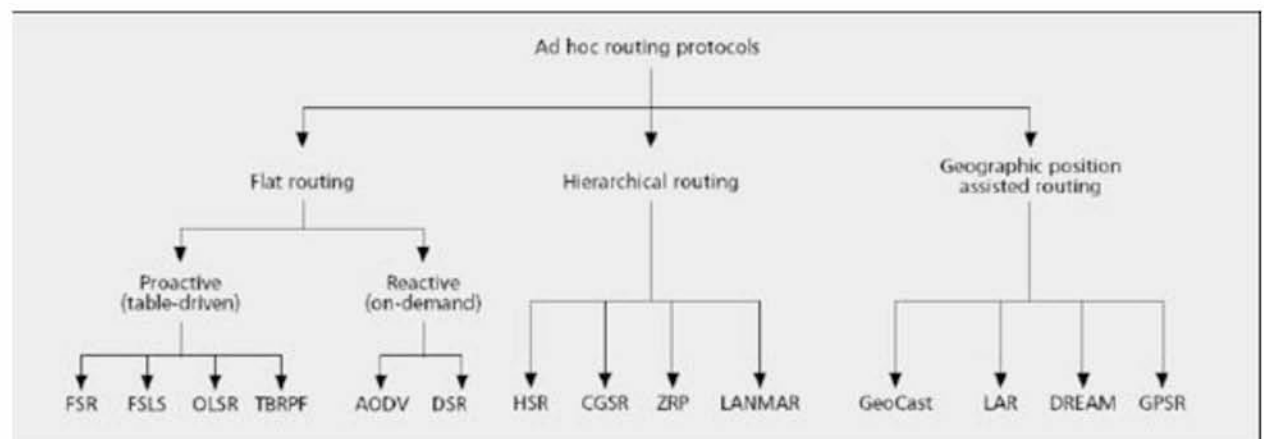 Ad hoc routing protocols
Flat routing
Hierarchical routing
Geographic position
assisted routing
Proactive
(table-driven)
Reactive
(on-demand)
FSR FSLS OLSR TBRPF AODV DSR HSR CGSR ZRP LANMAR GeoCast LAR DREAM GPSR